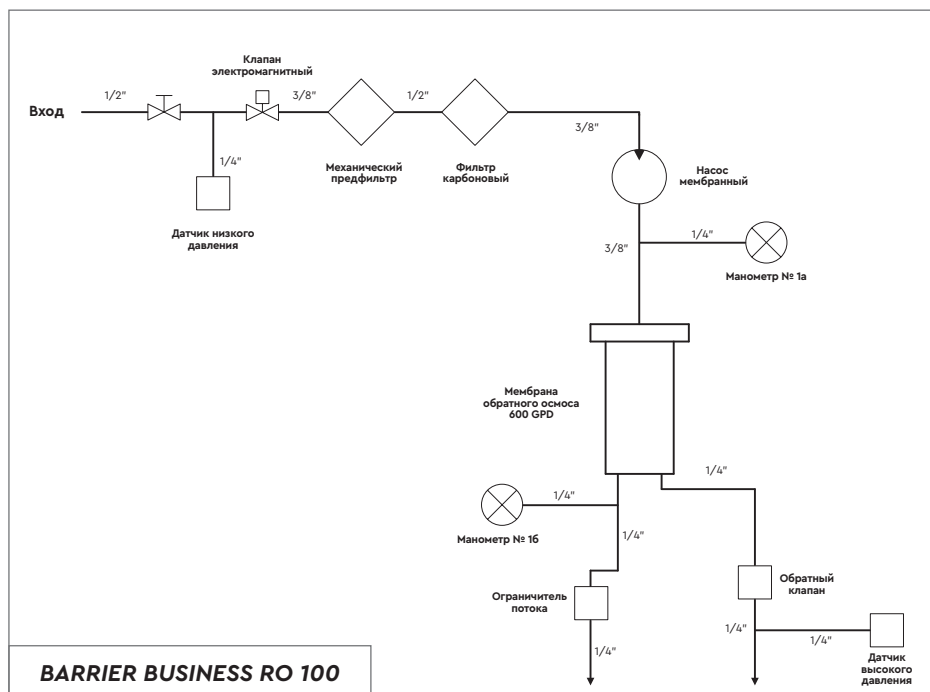 Клапан
электромагнитный
1/2"
3/8"
1/2"
Вход
3/8"
1/4"
Механический
предфильтр
Фильтр
карбоновый
Насос
мембранный
Датчик низкого
давления
1/4"
3/8"
Манометр № 1а
Мембрана
обратного осмоса
600 GPD
1/4"
1/4"
1/4"
Манометр № 1б
Ограничитель
потока
Обратный
клапан
1/4"
1/4"
1/4"
Датчик
высокого
давления
BARRIER BUSINESS RO 100